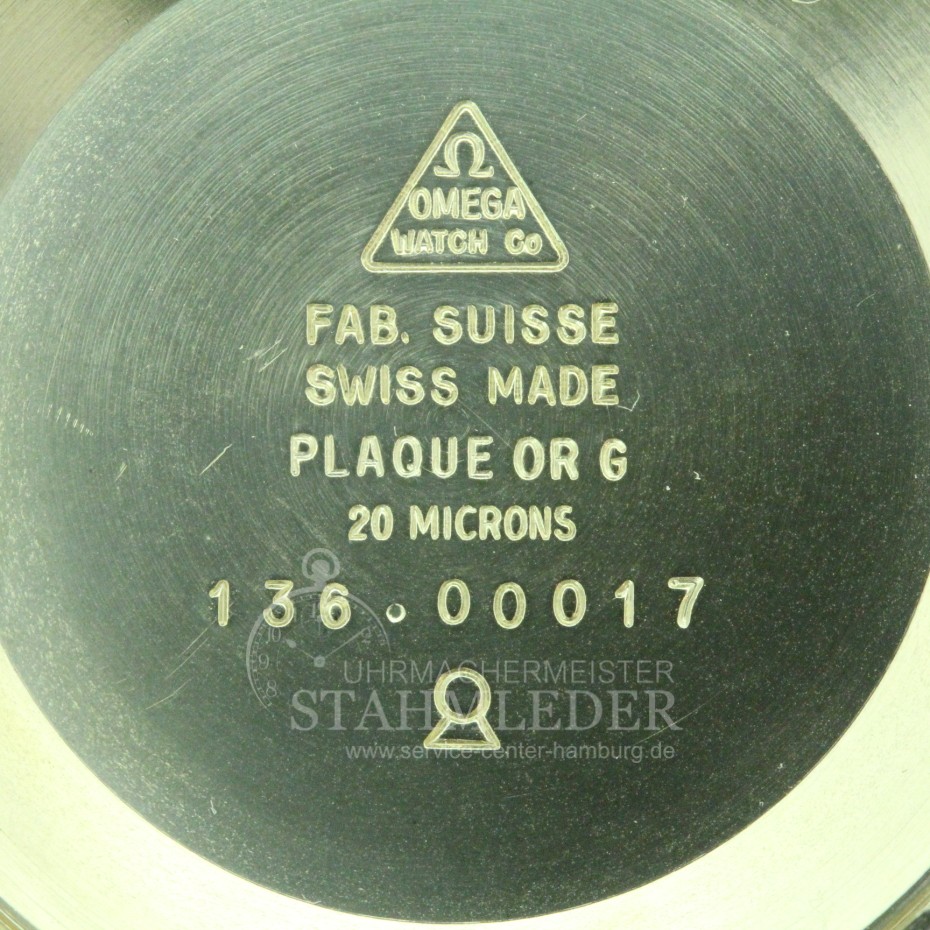 Ω
OMEGA
WATCH Co
FAB. SUISSE
SWISS MADE
PLAQUE OR G
20 MICRONS
136.00017
UHRMACHERMEISTER
STAHMLEDER
www.service-center-hamburg.de